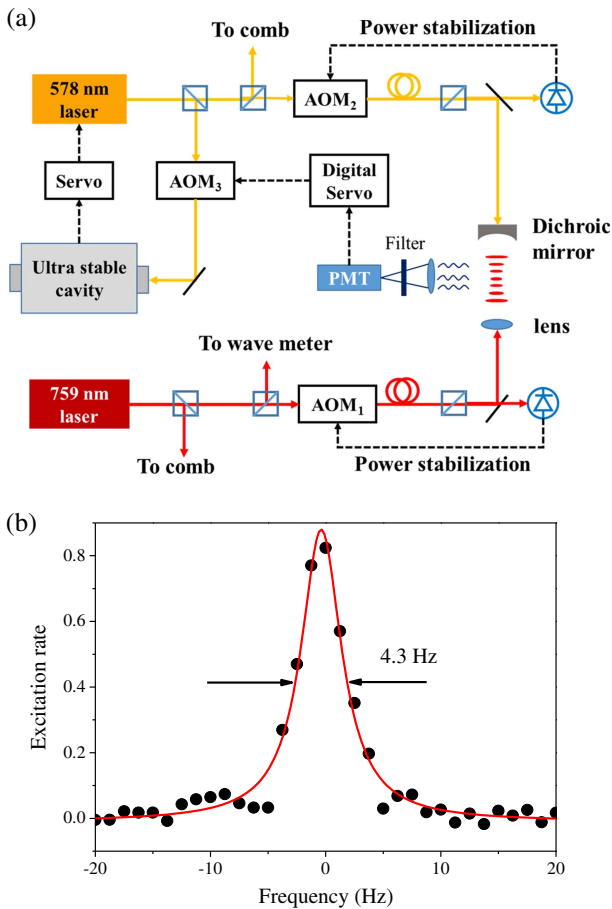 (a)
To comb
Power stabilization
578 nm
laser
AOM2
Servo
AOM3
Digital
Servo
Filter
PMT
Dichroic
mirror
Ultra stable
cavity
lens
To wave meter
759 nm
laser
AOM1
To comb
Power stabilization
(b)
0.8
0.6
0.4
0.2
0.0
Excitation rate
4.3 Hz
-20
-10
0
10
20
Frequency (Hz)